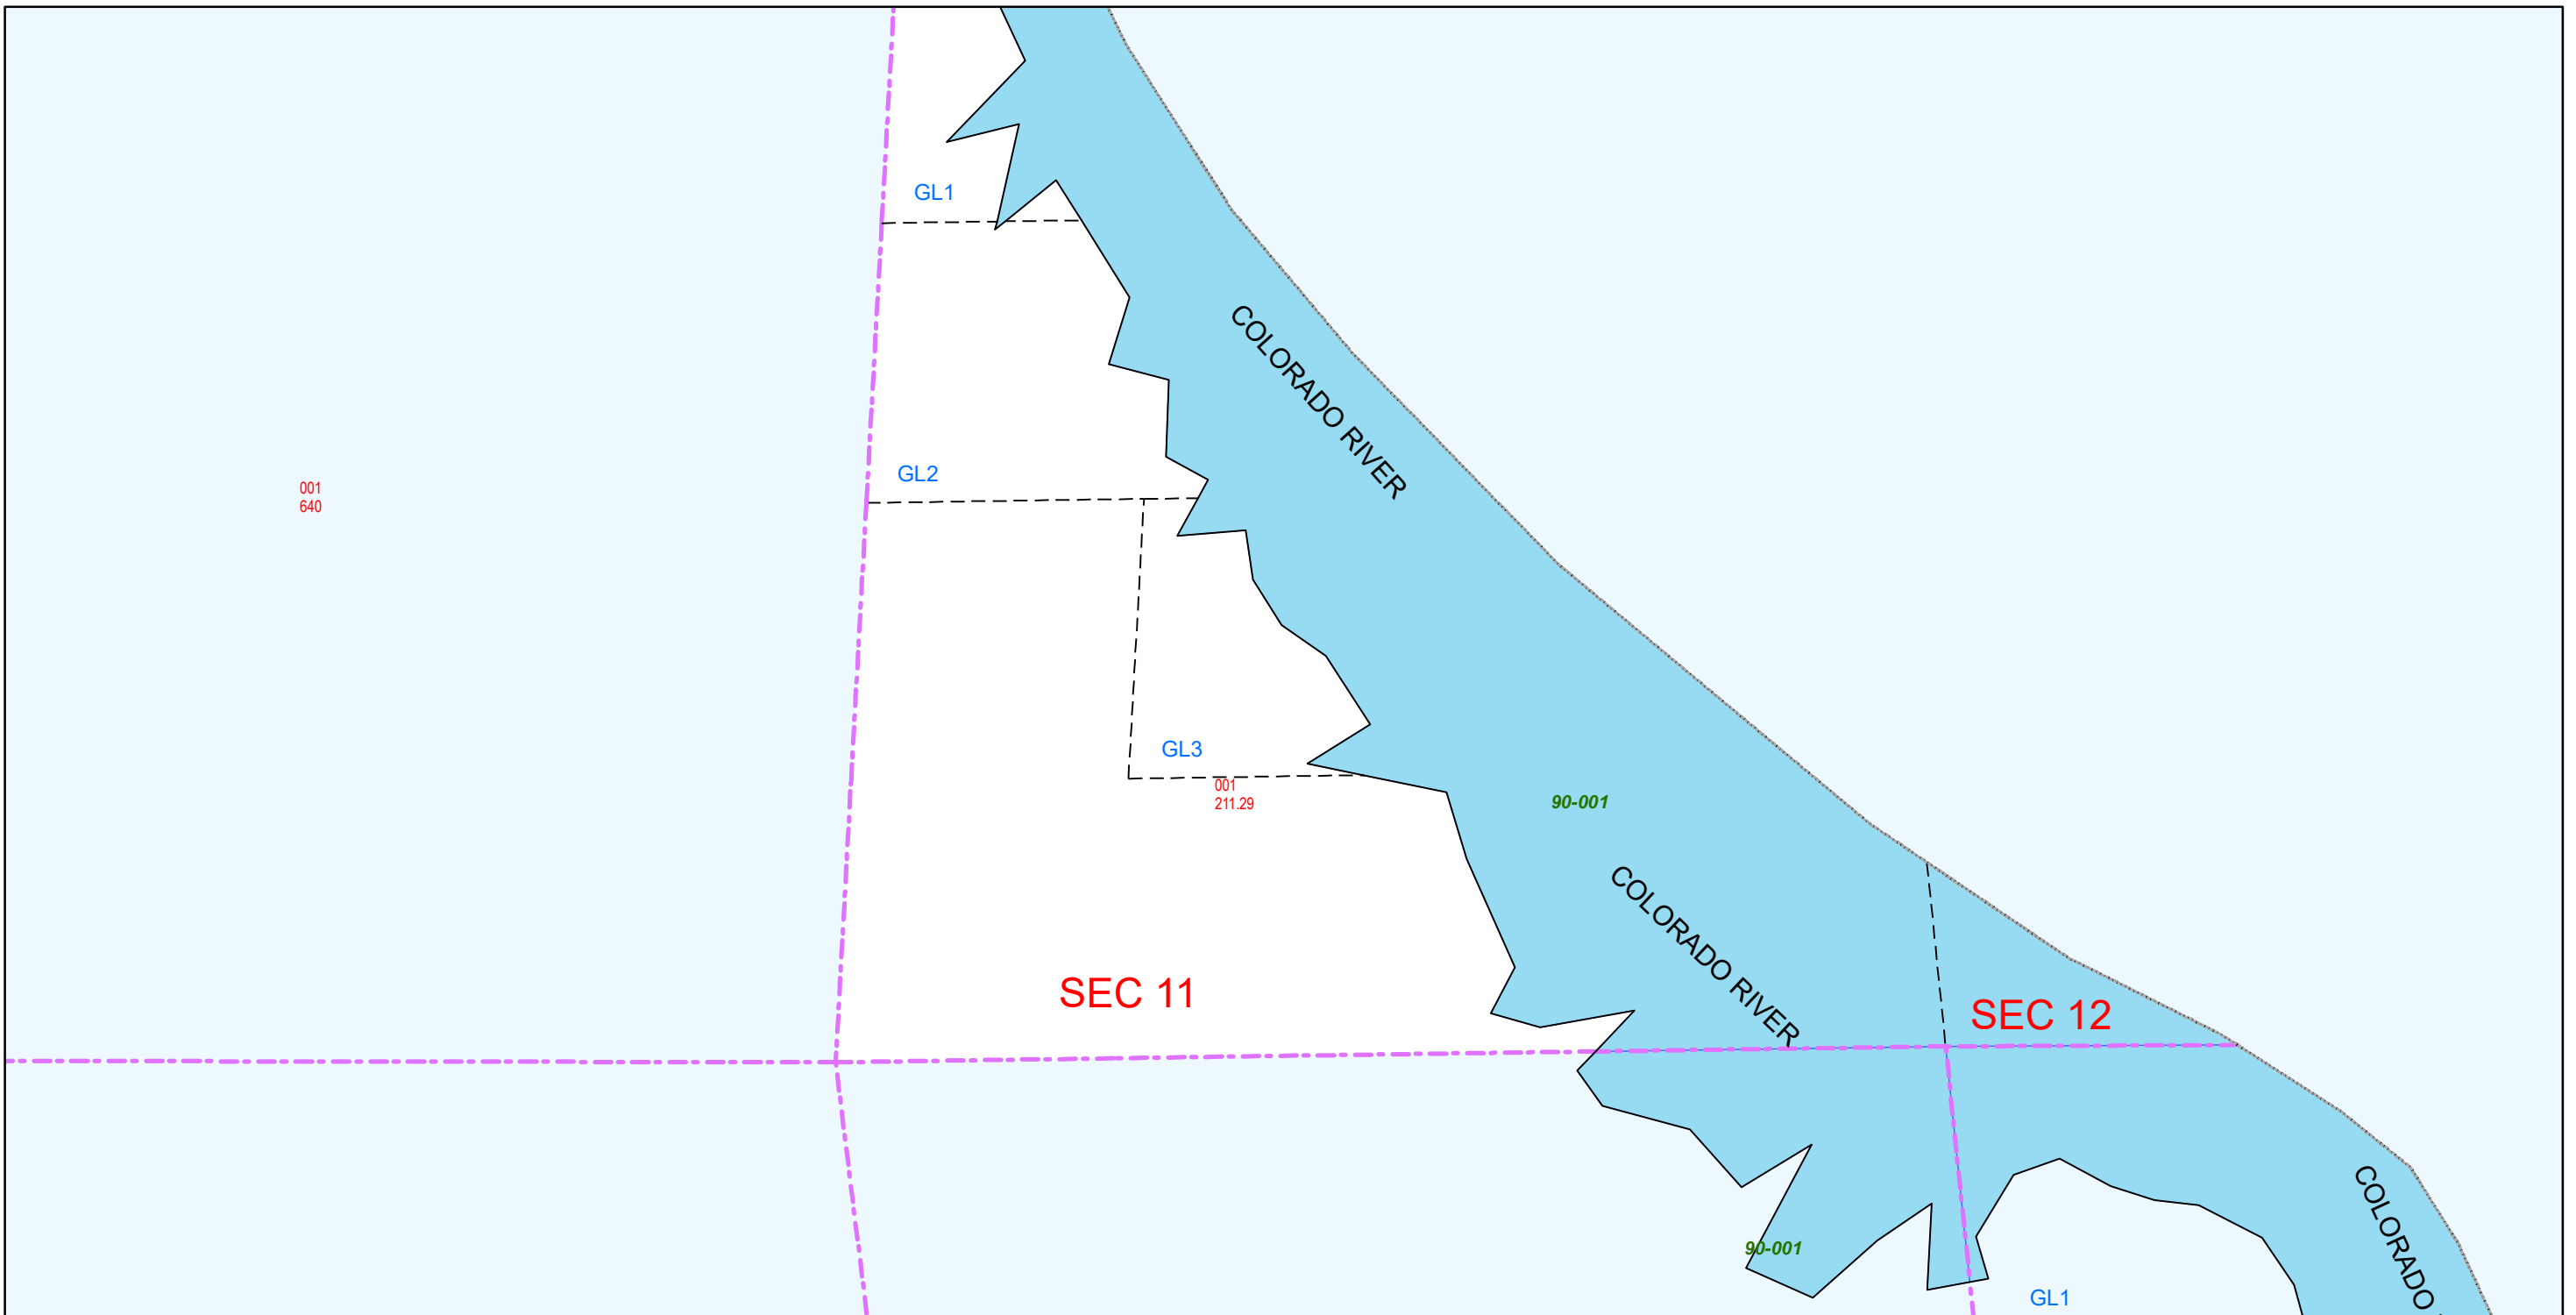 GL1
COLORADO RIVER
GL2
001
640
GL3
001
211.29
90-001
COLORADO RIVER
SEC 11
SEC 12
COLORADO
90-001
GL1